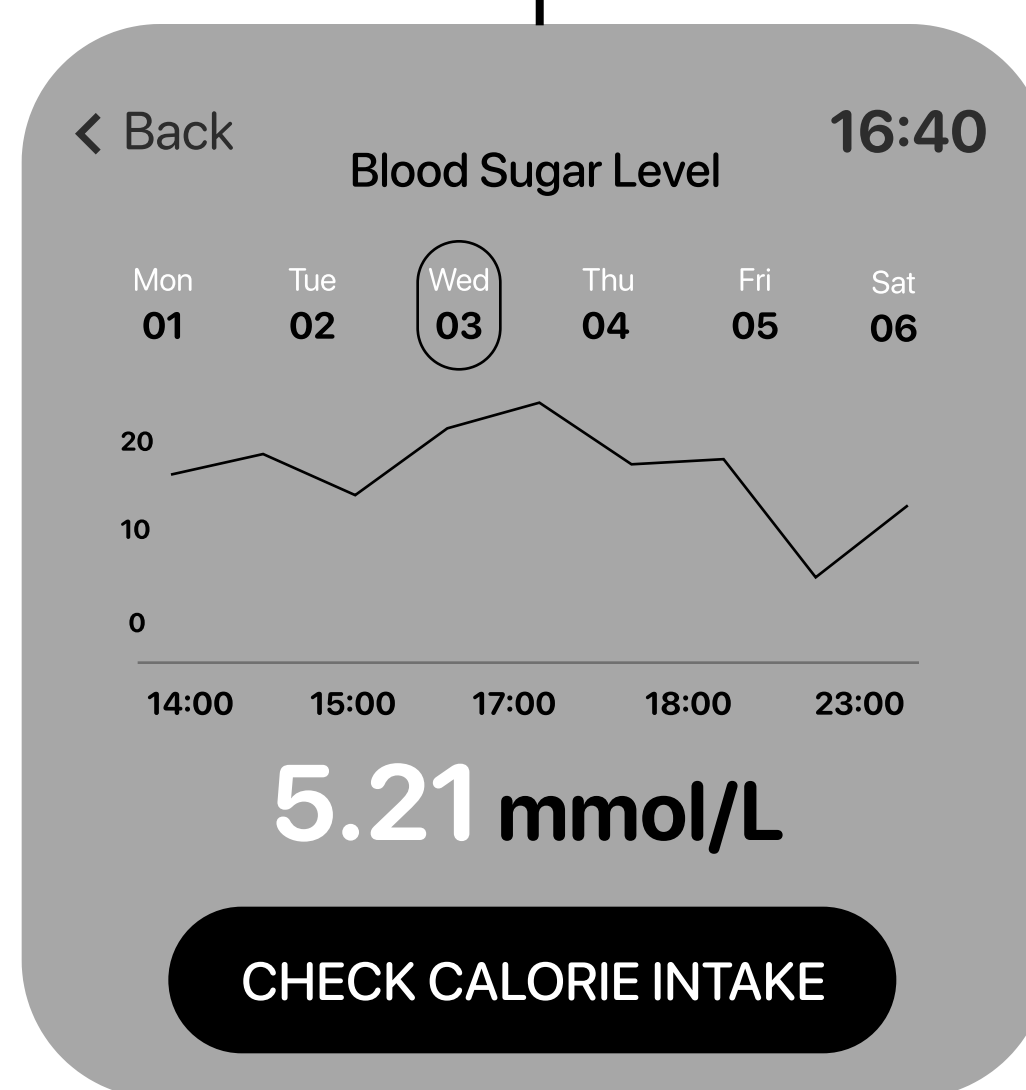 Back 16:40
Blood Sugar Level
Mon Tue Wed Thu Fri Sat
01 02 03 04 05 06
20
10
0
14:00 15:00 17:00 18:00 23:00
5.21 mmol/L
CHECK CALORIE INTAKE